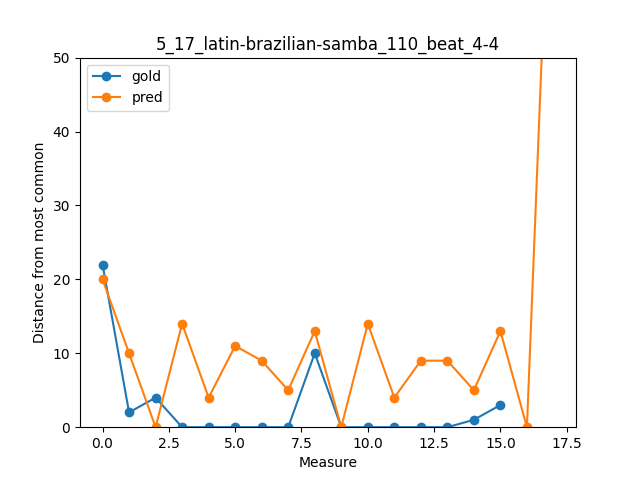 5_17_latin-brazilian-samba_110_beat_4-4
gold
pred
50
40
30
20
10
0
Distance from most common
0.0 2.5 5.0 7.5 10.0 12.5 15.0 17.5
Measure